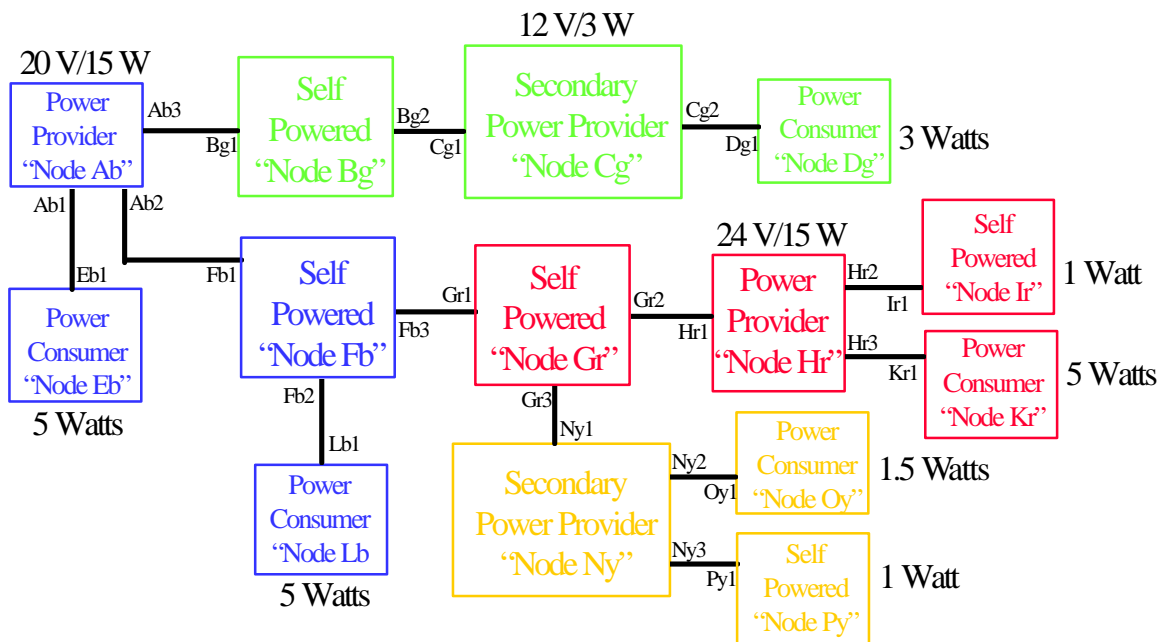 12 V/3 W
20 V/15 W
Power
Provider
“Node Ab”
Ab3
Bg1
Self
Powered
“Node Bg”
Bg2
Cg1
Secondary
Power Provider
“Node Cg”
Cg2
Dg1
Power
Consumer
“Node Dg”
3 Watts
Ab1
Ab2
Eb1
Fb1
Power
Consumer
“Node Eb”
5 Watts
Self
Powered
“Node Fb”
Fb3
Gr1
Self
Powered
“Node Gr”
Gr2
Hr1
24 V/15 W
Power
Provider
“Node Hr”
Hr2
Ir1
Self
Powered
“Node Ir”
1 Watt
Hr3
Kr1
Power
Consumer
“Node Kr”
5 Watts
Fb2
Lb1
Power
Consumer
“Node Lb
5 Watts
Gr3
Ny1
Secondary
Power Provider
“Node Ny”
Ny2
Oy1
Power
Consumer
“Node Oy”
1.5 Watts
Ny3
Py1
Self
Powered
“Node Py”
1 Watt